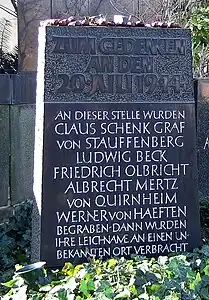 ZUM GEDENKEN
AN DEN
20. JULI 1944
AN DIESER STELLE WURDEN
CLAUS SCHENK GRAF
VON STAUFFENBERG
LUDWIG BECK
FRIEDRICH OLBRICHT
ALBRECHT MERTZ
VON QUIRNHEIM
WERNER VON HAEFTEN
BEGRABEN · DANN WURDEN
IHRE LEICHNAME AN EINEN UN-
BEKANNTEN ORT VERBRACHT